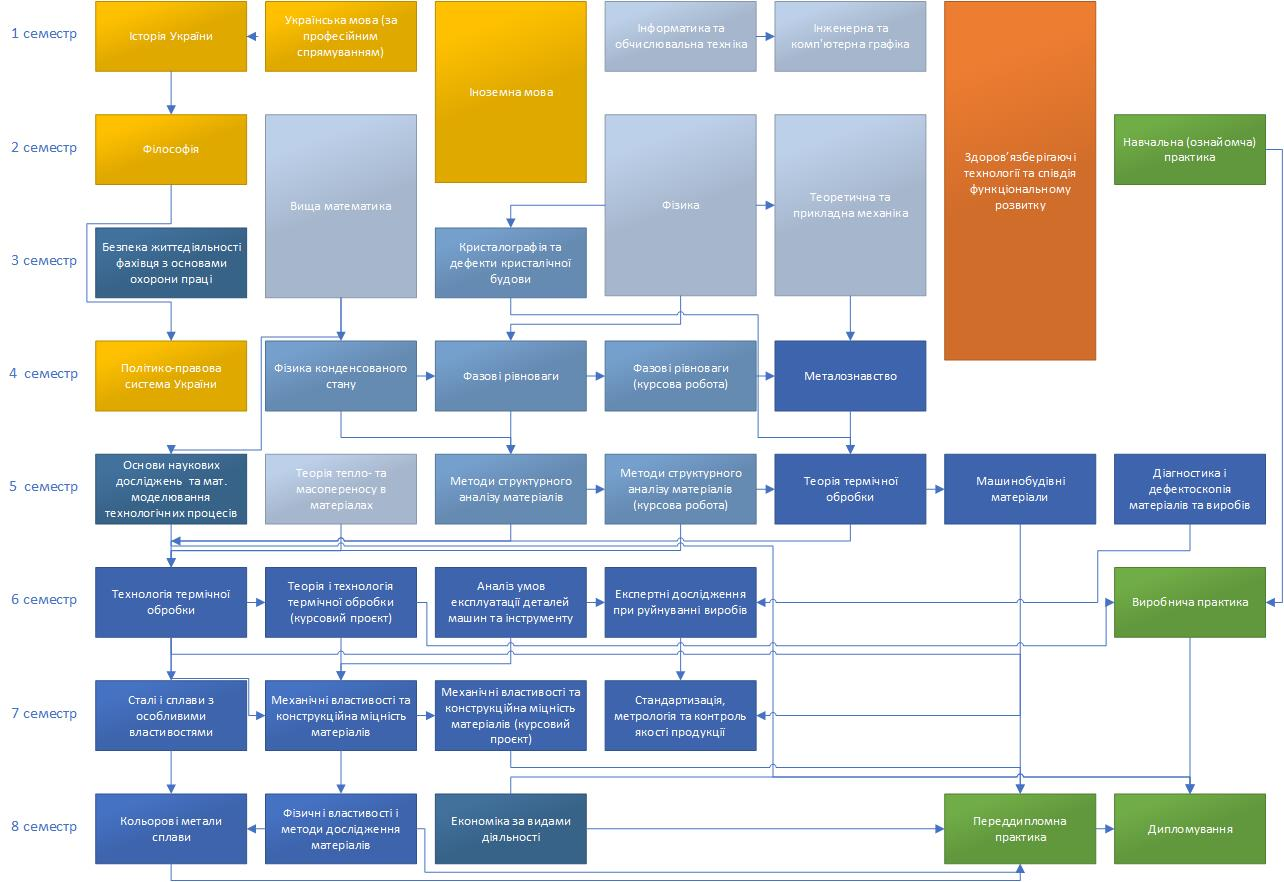 1 семестр
Історія України
Українська мова (за
професійним
спрямуванням)
Іноземна мова
Інформатика та
обчислювальна техніка
Інженерна та
комп'ютерна графіка
Здоров’язберігаючі
технології та співдія
функціональному
розвитку
2 семестр
Філософія
Вища математика
Фізика
Теоретична та
прикладна механіка
Навчальна (ознайомча)
практика
3 семестр
Безпека життєдіяльності
фахівця з основами
охорони праці
Кристалографія та
дефекти кристалічної
будови
4 семестр
Політико-правова
система України
Фізика конденсованого
стану
Фазові рівноваги
Фазові рівноваги
(курсова робота)
Металознавство
5 семестр
Основи наукових
досліджень та мат.
моделювання
технологічних процесів
Теорія тепло- та
масопереносу в
матеріалах
Методи структурного
аналізу матеріалів
Методи структурного
аналізу матеріалів
(курсова робота)
Теорія термічної
обробки
Машинобудівні
матеріали
Діагностика і
дефектоскопія
матеріалів та виробів
6 семестр
Технологія термічної
обробки
Теорія і технологія
термічної обробки
(курсовий проєкт)
Аналіз умов
експлуатації деталей
машин та інструменту
Експертні дослідження
при руйнуванні виробів
Виробнича практика
7 семестр
Сталі і сплави з
особливими
властивостями
Механічні властивості та
конструкційна міцність
матеріалів
Механічні властивості та
конструкційна міцність
матеріалів (курсовий
проєкт)
Стандартизація,
метрологія та контроль
якості продукції
8 семестр
Кольорові метали
сплави
Фізичні властивості і
методи дослідження
матеріалів
Економіка за видами
діяльності
Переддипломна
практика
Дипломування